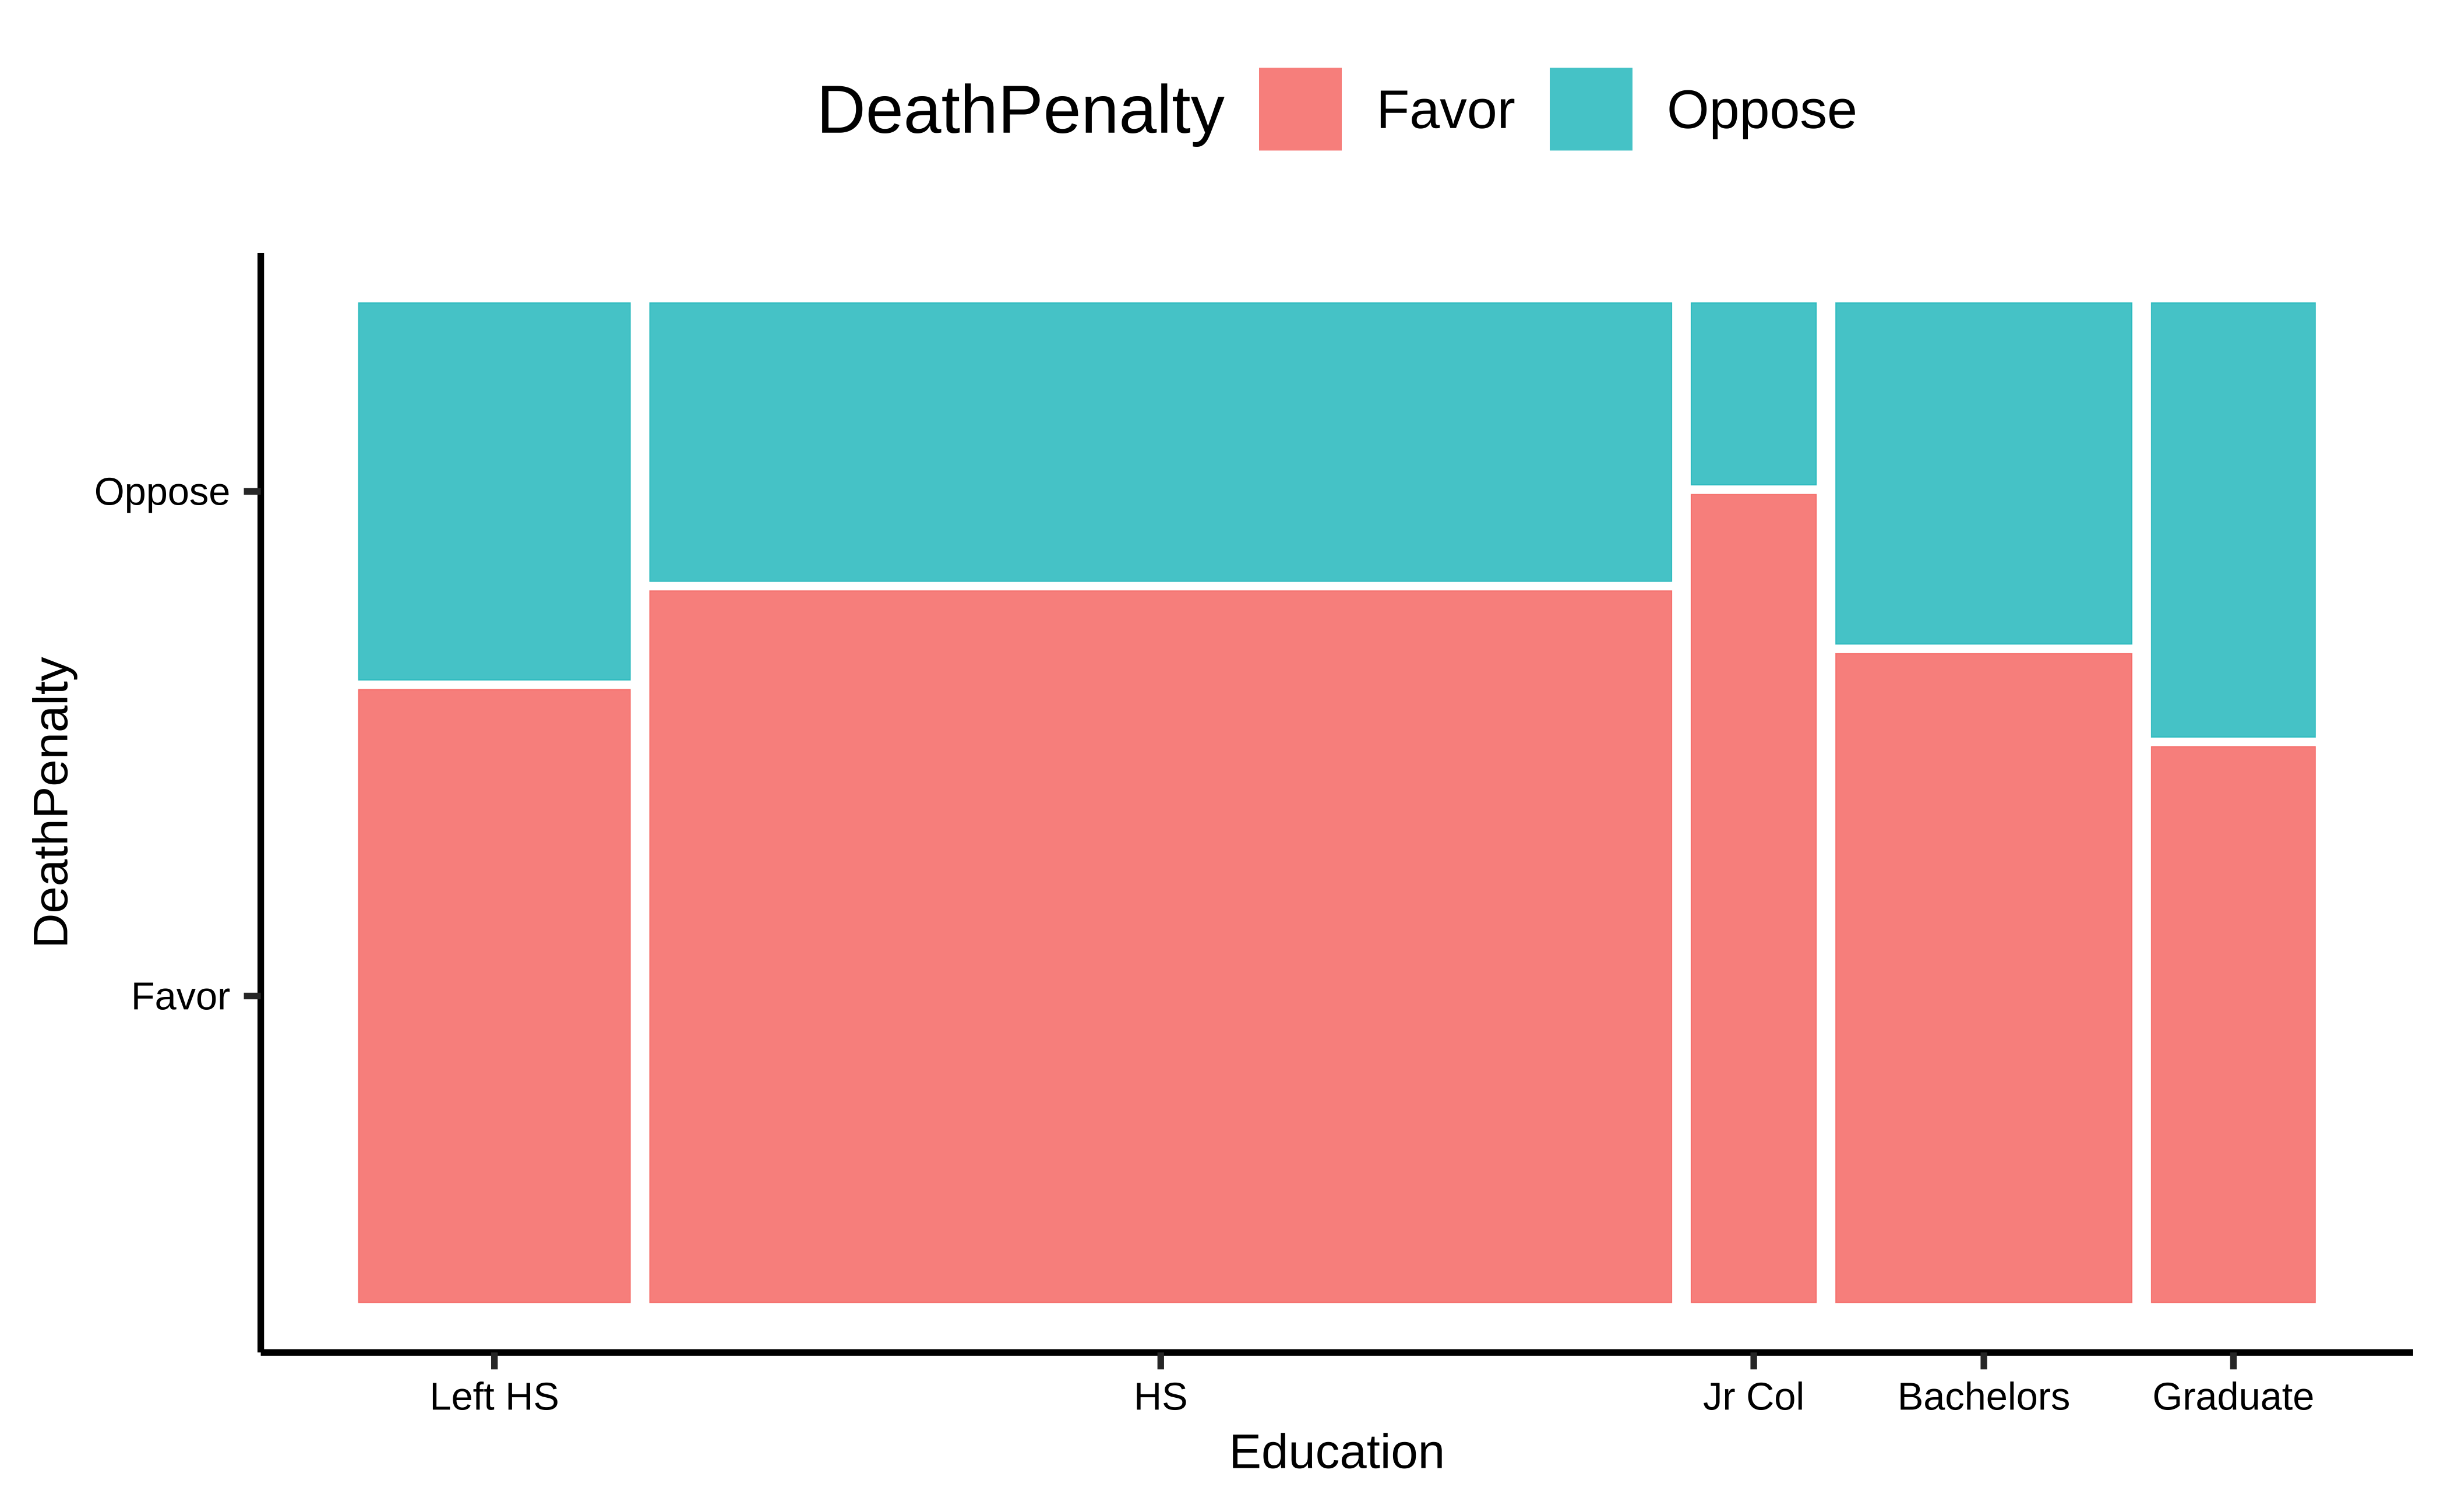 DeathPenalty Favor Oppose
DeathPenalty
Oppose
Favor
Left HS HS Jr Col Bachelors Graduate
Education